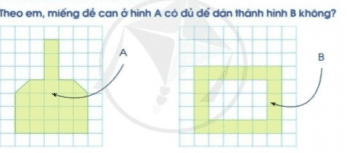 Theo em, miếng đề can ở hình A có đủ để dán thành hình B không?
A
B